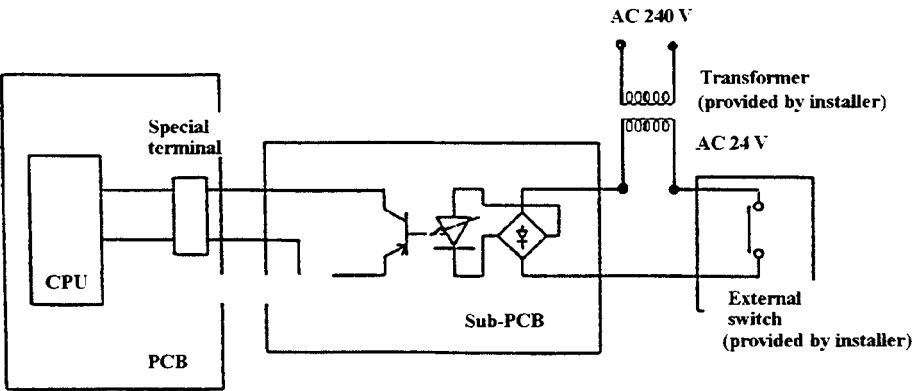 AC 240 V
Transformer
(provided by installer)
AC 24 V
Special
terminal
CPU
PCB
Sub-PCB
External
switch
(provided by installer)